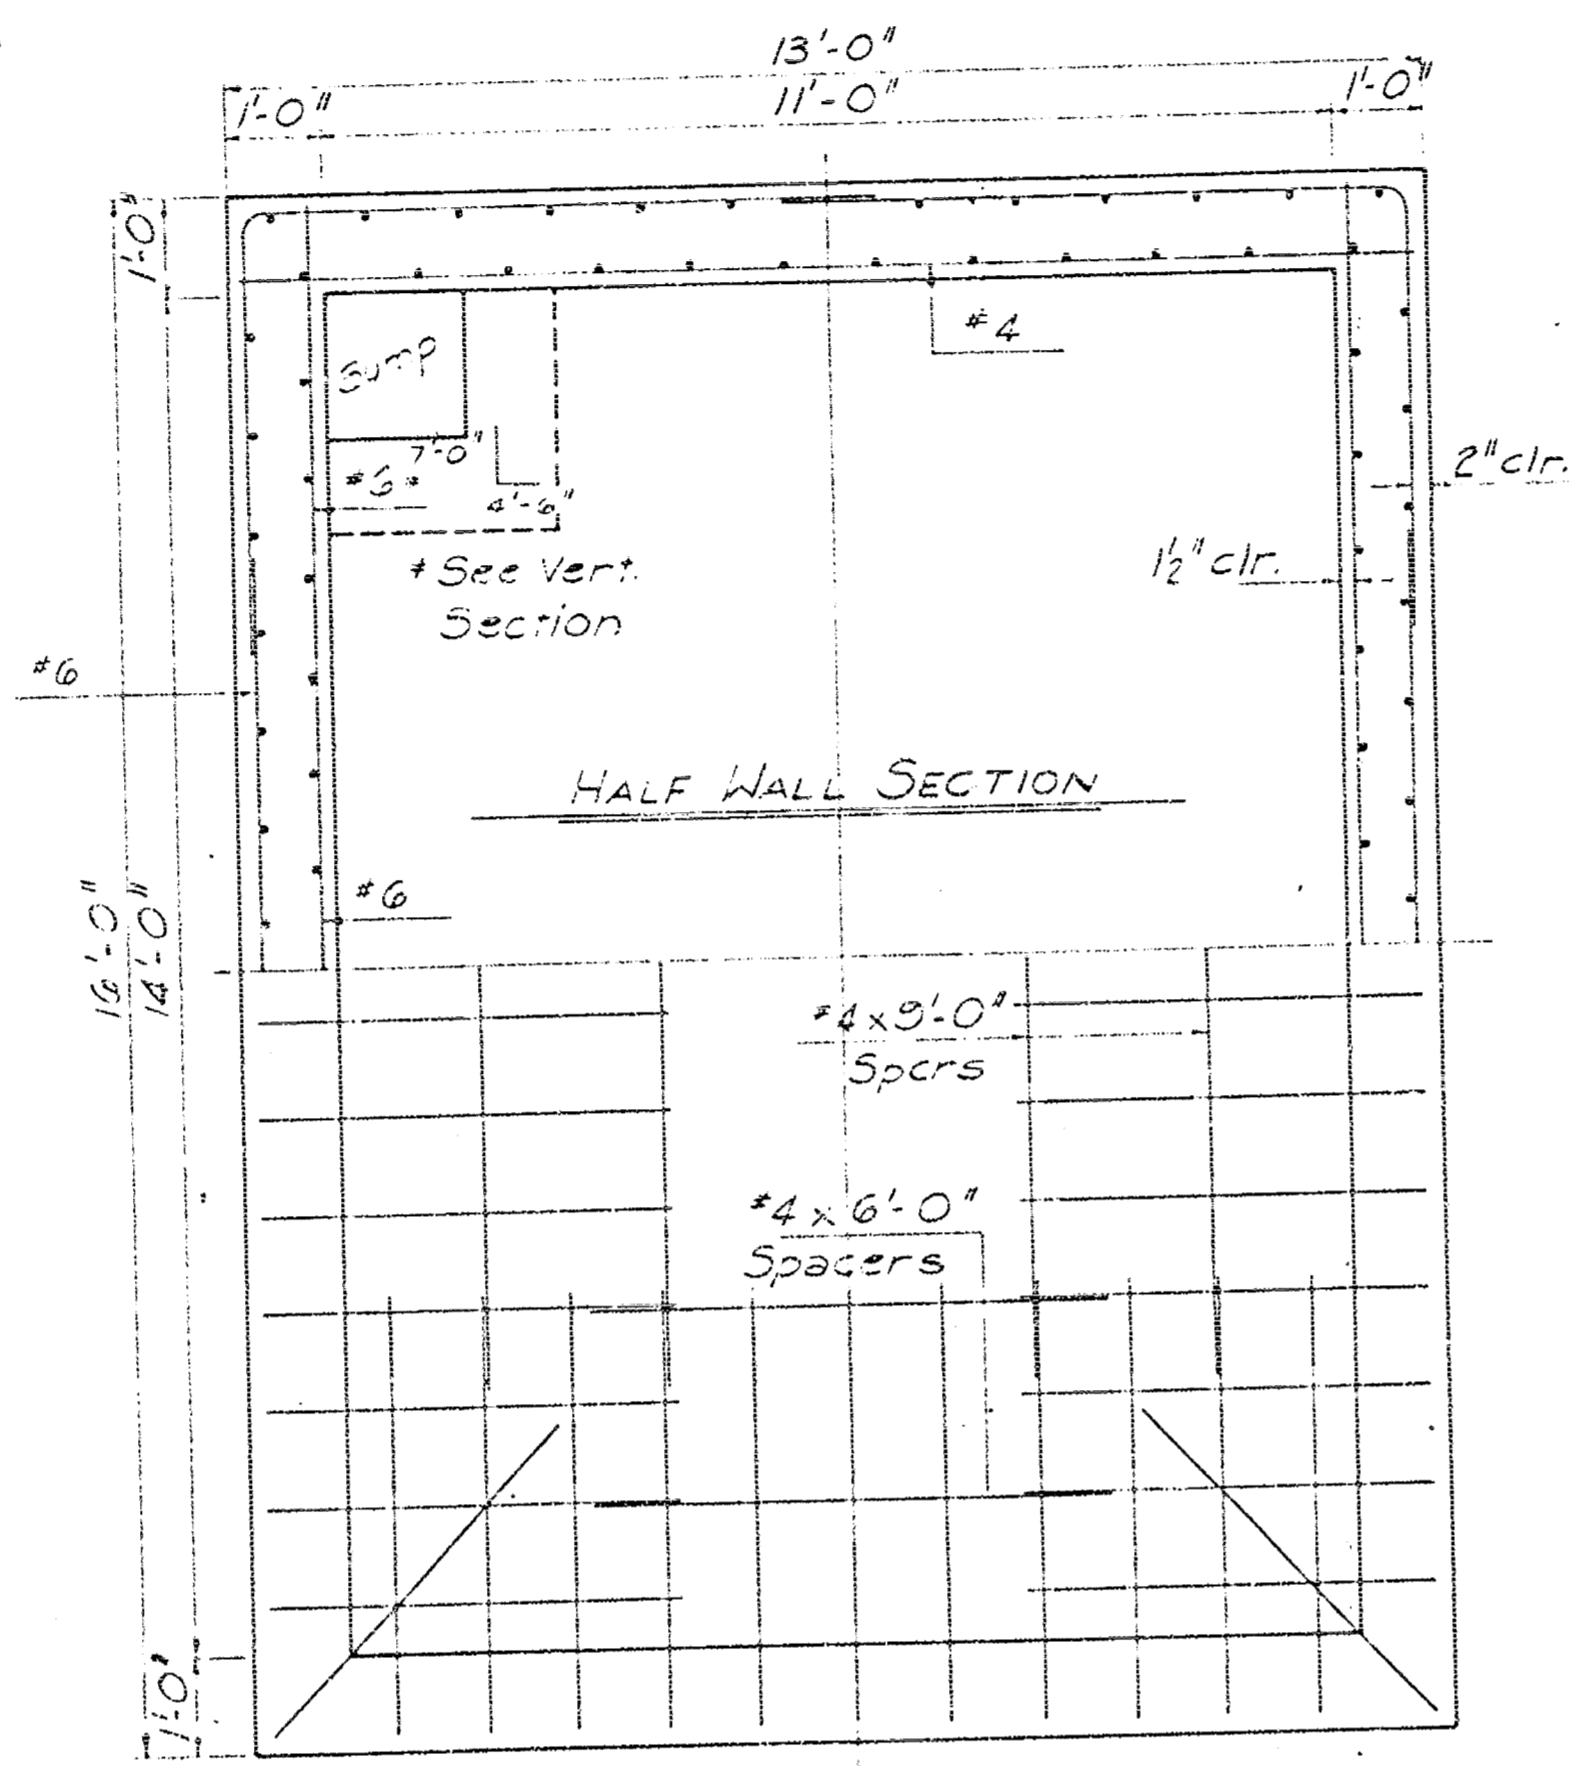 13'-0"
1'-0" 11'-0" 1'-0"
1'-0"
Sump
#4
7'-0"
#6*
4'-6"
2" clr.
1½" clr.
*See Vert.
Section
#6
HALF WALL SECTION
#6
16'-0"
14'-0"
#4 x 9'-0"
Spcrs
#4 x 6'-0"
Spacers
1'-0"